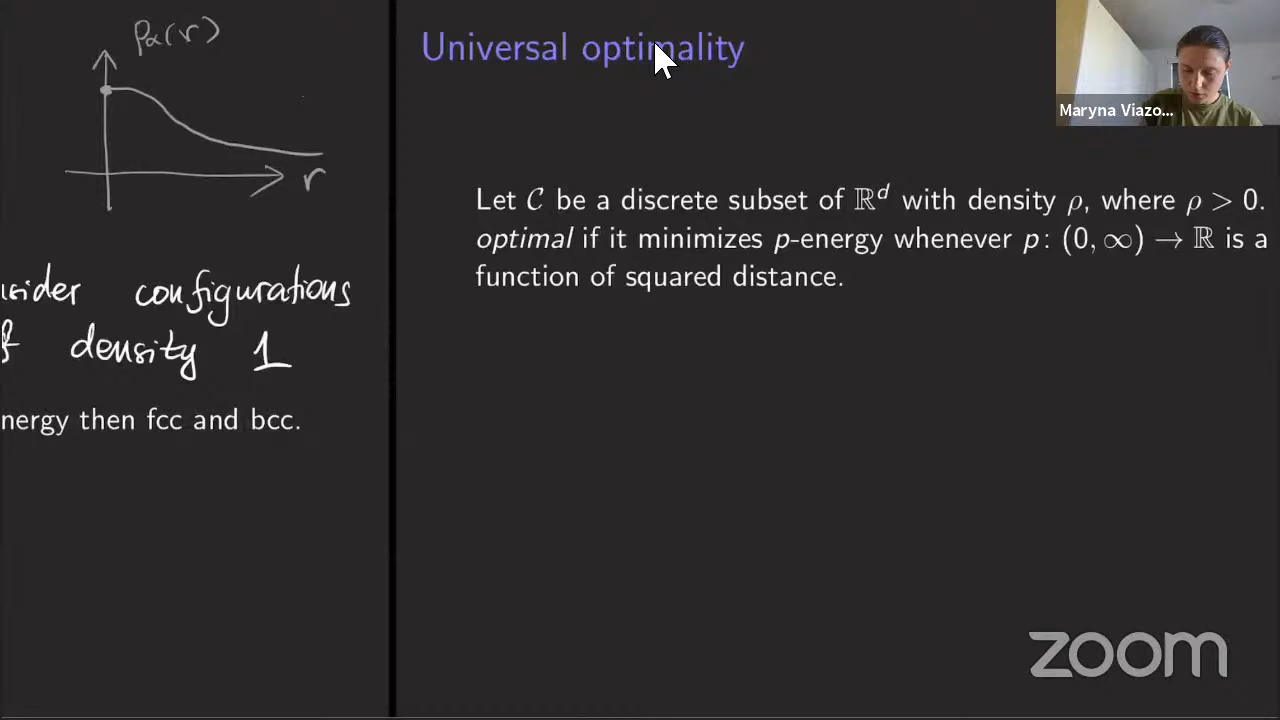 pα(r)
r
configurations
density 1
nergy then fcc and bcc.
Universal optimality
Let 𝒞 be a discrete subset of ℝᵈ with density ρ, where ρ > 0.
optimal if it minimizes p-energy whenever p: (0, ∞) → ℝ is a
function of squared distance.
Maryna Viazo...
zoom